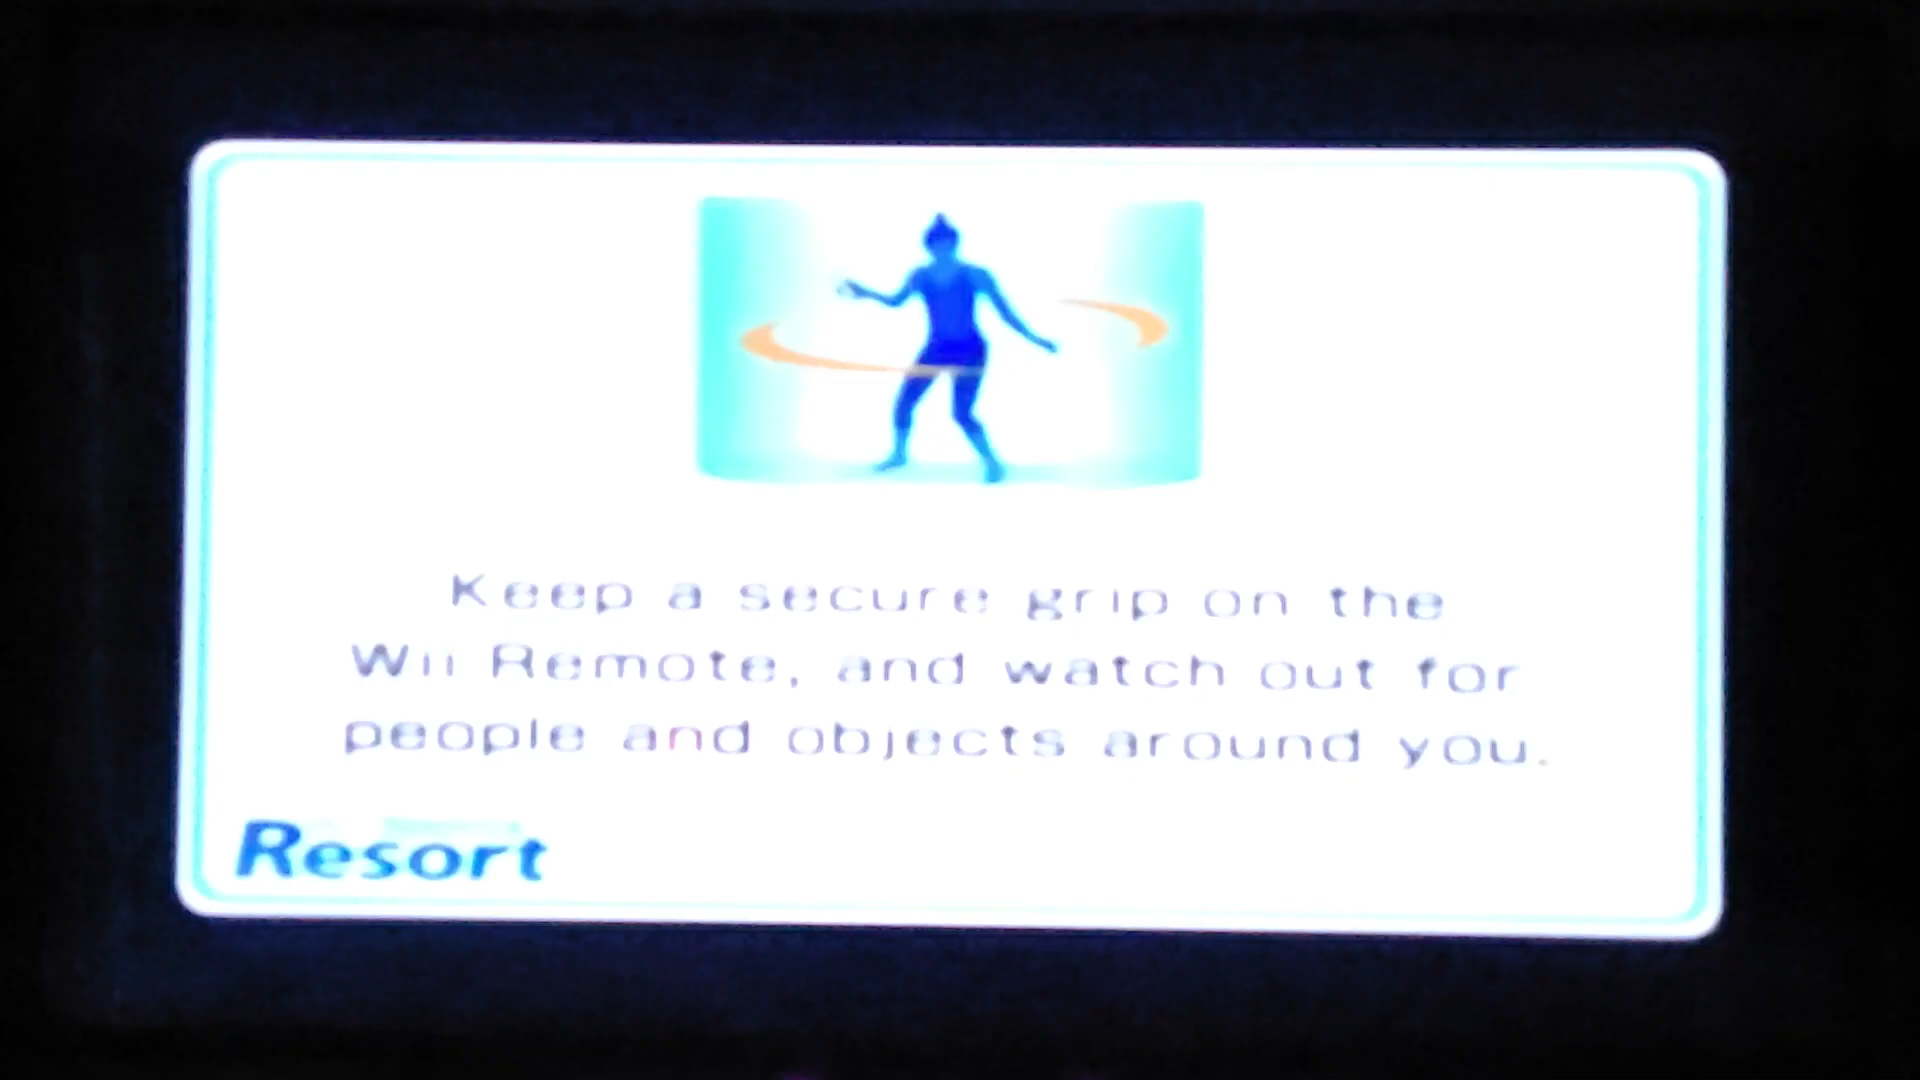 Keep a secure grip on the
Wii Remote, and watch out for
people and objects around you.
Resort